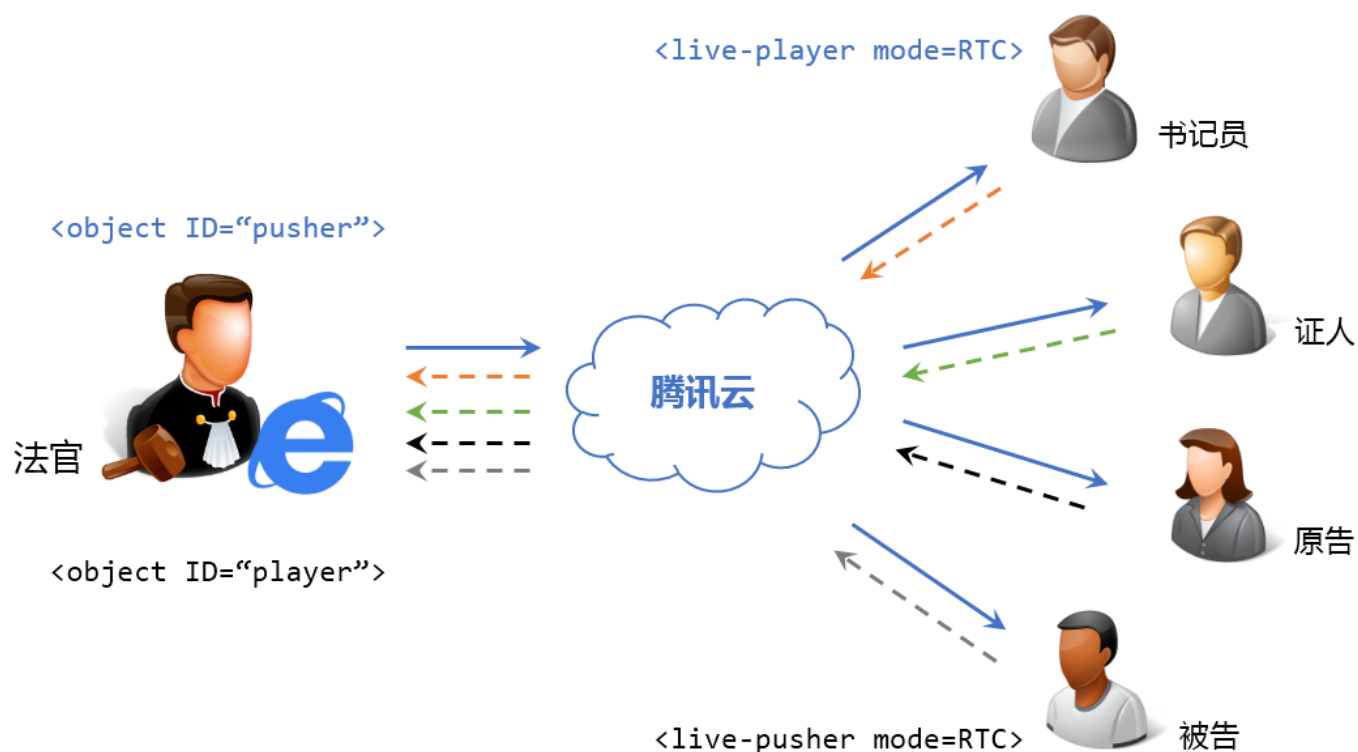 <live-player mode=RTC>
书记员
<object ID=“pusher”>
证人
腾讯云
法官
原告
<object ID=“player”>
被告
<live-pusher mode=RTC>